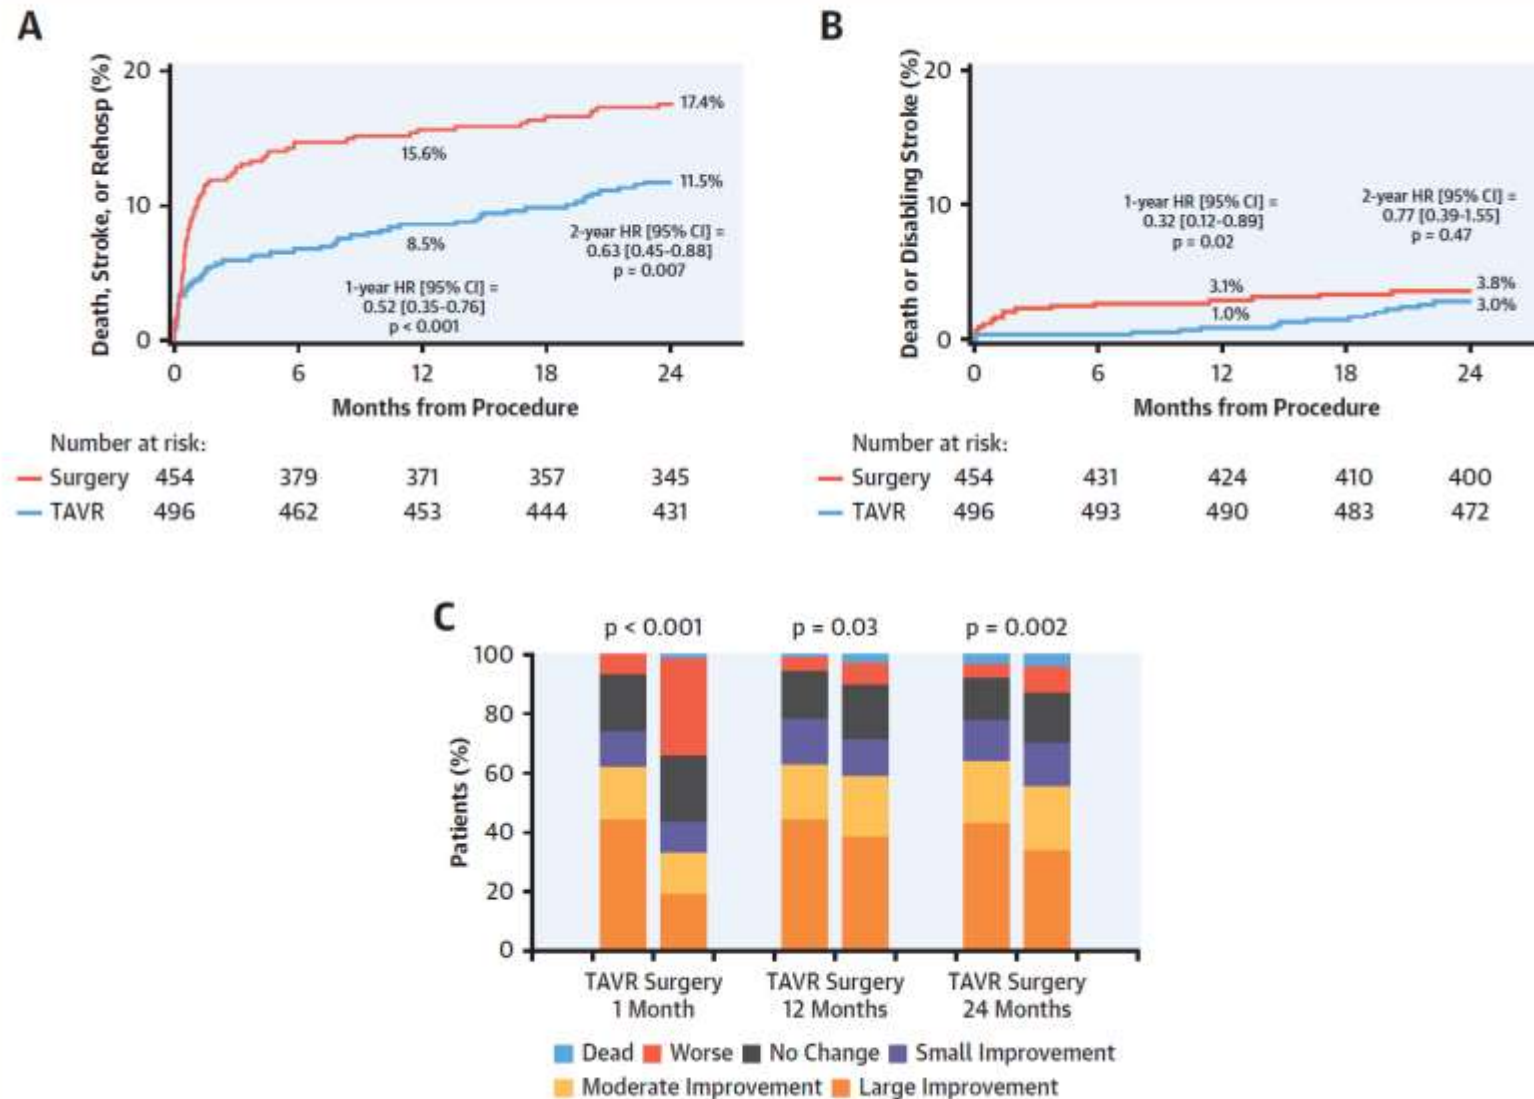 A
Death, Stroke, or Rehosp (%)
20
10
0
17.4%
15.6%
11.5%
8.5%
2-year HR [95% CI] =
0.63 [0.45-0.88]
p = 0.007
1-year HR [95% CI] =
0.52 [0.35-0.76]
p < 0.001
0 6 12 18 24
Months from Procedure
Number at risk:
Surgery 454 379 371 357 345
TAVR 496 462 453 444 431
B
Death or Disabling Stroke (%)
20
10
0
1-year HR [95% CI] =
0.32 [0.12-0.89]
p = 0.02
2-year HR [95% CI] =
0.77 [0.39-1.55]
p = 0.47
3.1%
1.0%
3.8%
3.0%
0 6 12 18 24
Months from Procedure
Number at risk:
Surgery 454 431 424 410 400
TAVR 496 493 490 483 472
C
p < 0.001 p = 0.03 p = 0.002
Patients (%)
100
80
60
40
20
0
TAVR Surgery TAVR Surgery TAVR Surgery
1 Month 12 Months 24 Months
Dead Worse No Change Small Improvement
Moderate Improvement Large Improvement